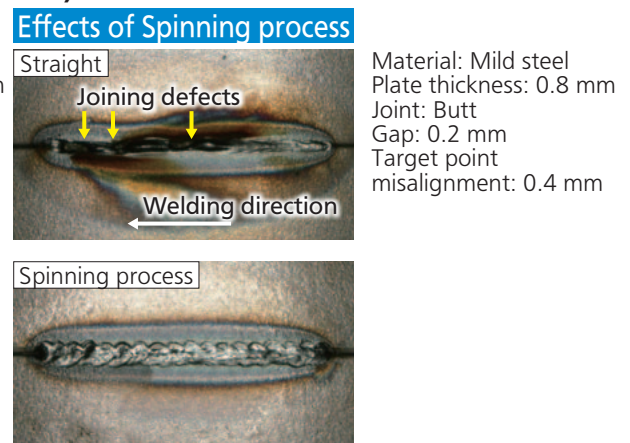 Effects of Spinning process
Straight
Joining defects
Welding direction
Material: Mild steel
Plate thickness: 0.8 mm
Joint: Butt
Gap: 0.2 mm
Target point
misalignment: 0.4 mm
Spinning process